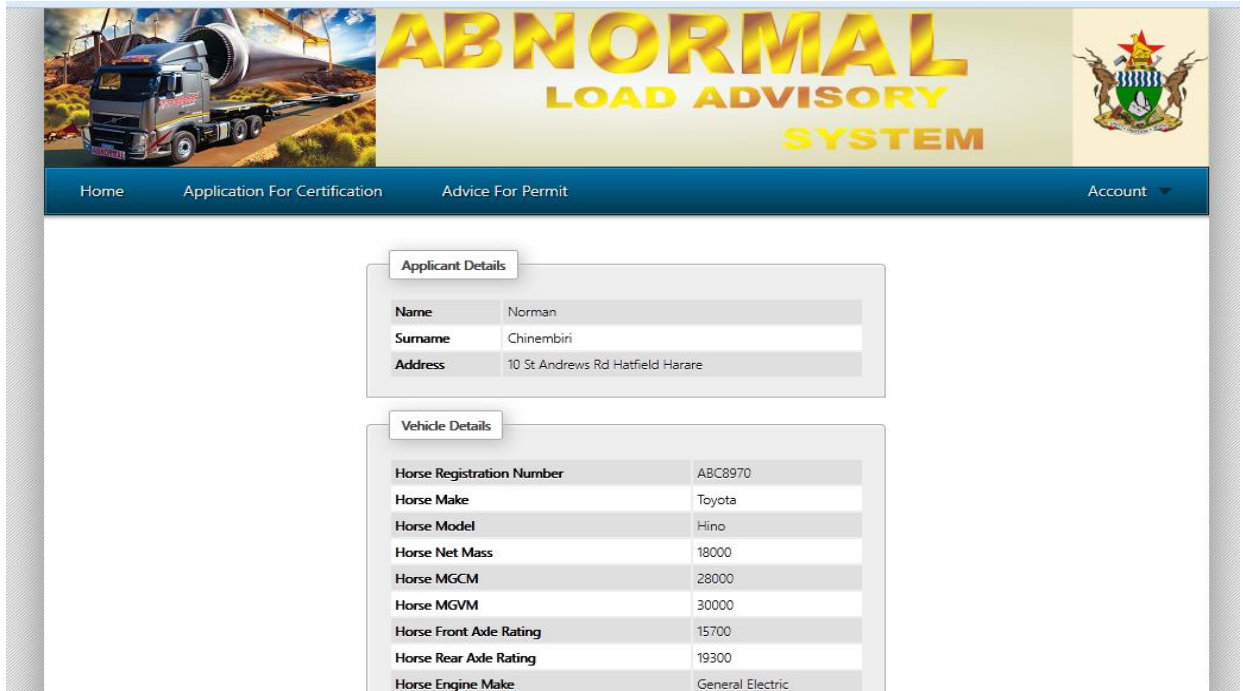 ABNORMAL
LOAD ADVISORY
SYSTEM
ABNORMAL
Home Application For Certification Advice For Permit Account
Applicant Details
Name Norman
Surname Chinembiri
Address 10 St Andrews Rd Hatfield Harare
Vehicle Details
Horse Registration Number ABC8970
Horse Make Toyota
Horse Model Hino
Horse Net Mass 18000
Horse MGCM 28000
Horse MGVM 30000
Horse Front Axle Rating 15700
Horse Rear Axle Rating 19300
Horse Engine Make General Electric